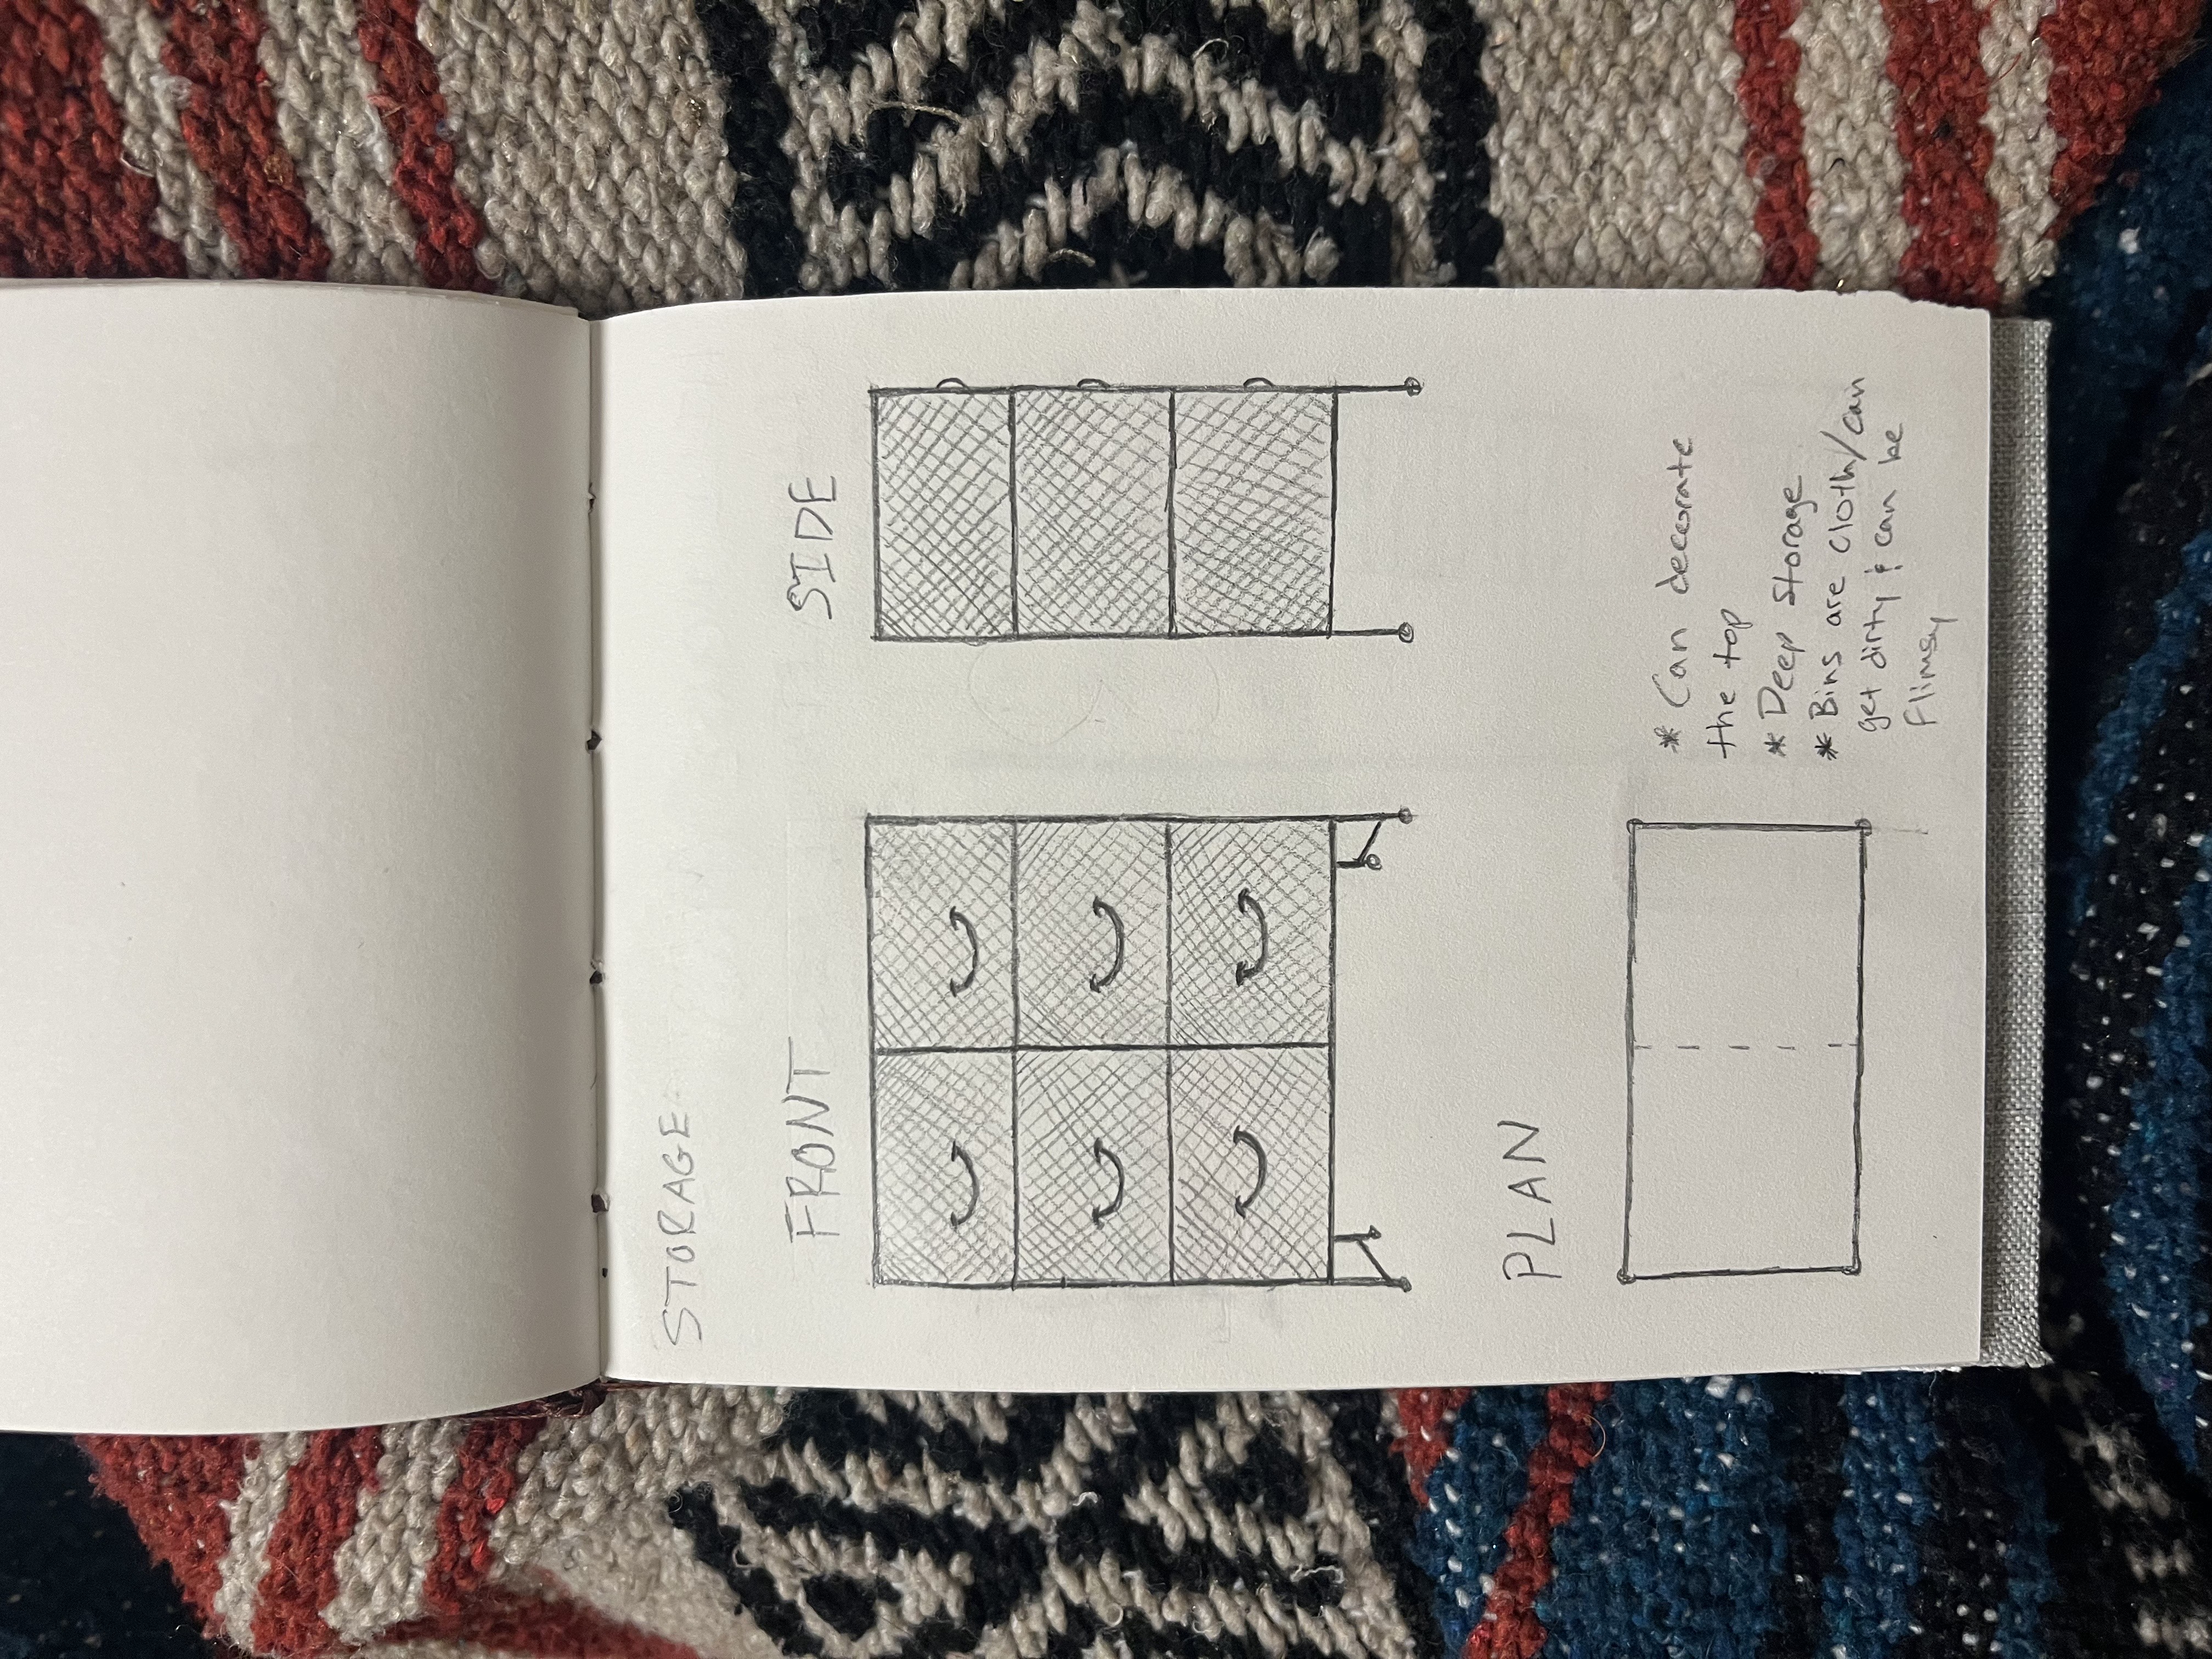 STORAGE
FRONT
SIDE
PLAN
* Can decorate
the top
* Deep storage
* Bins are cloth/can
get dirty & can be
flimsy